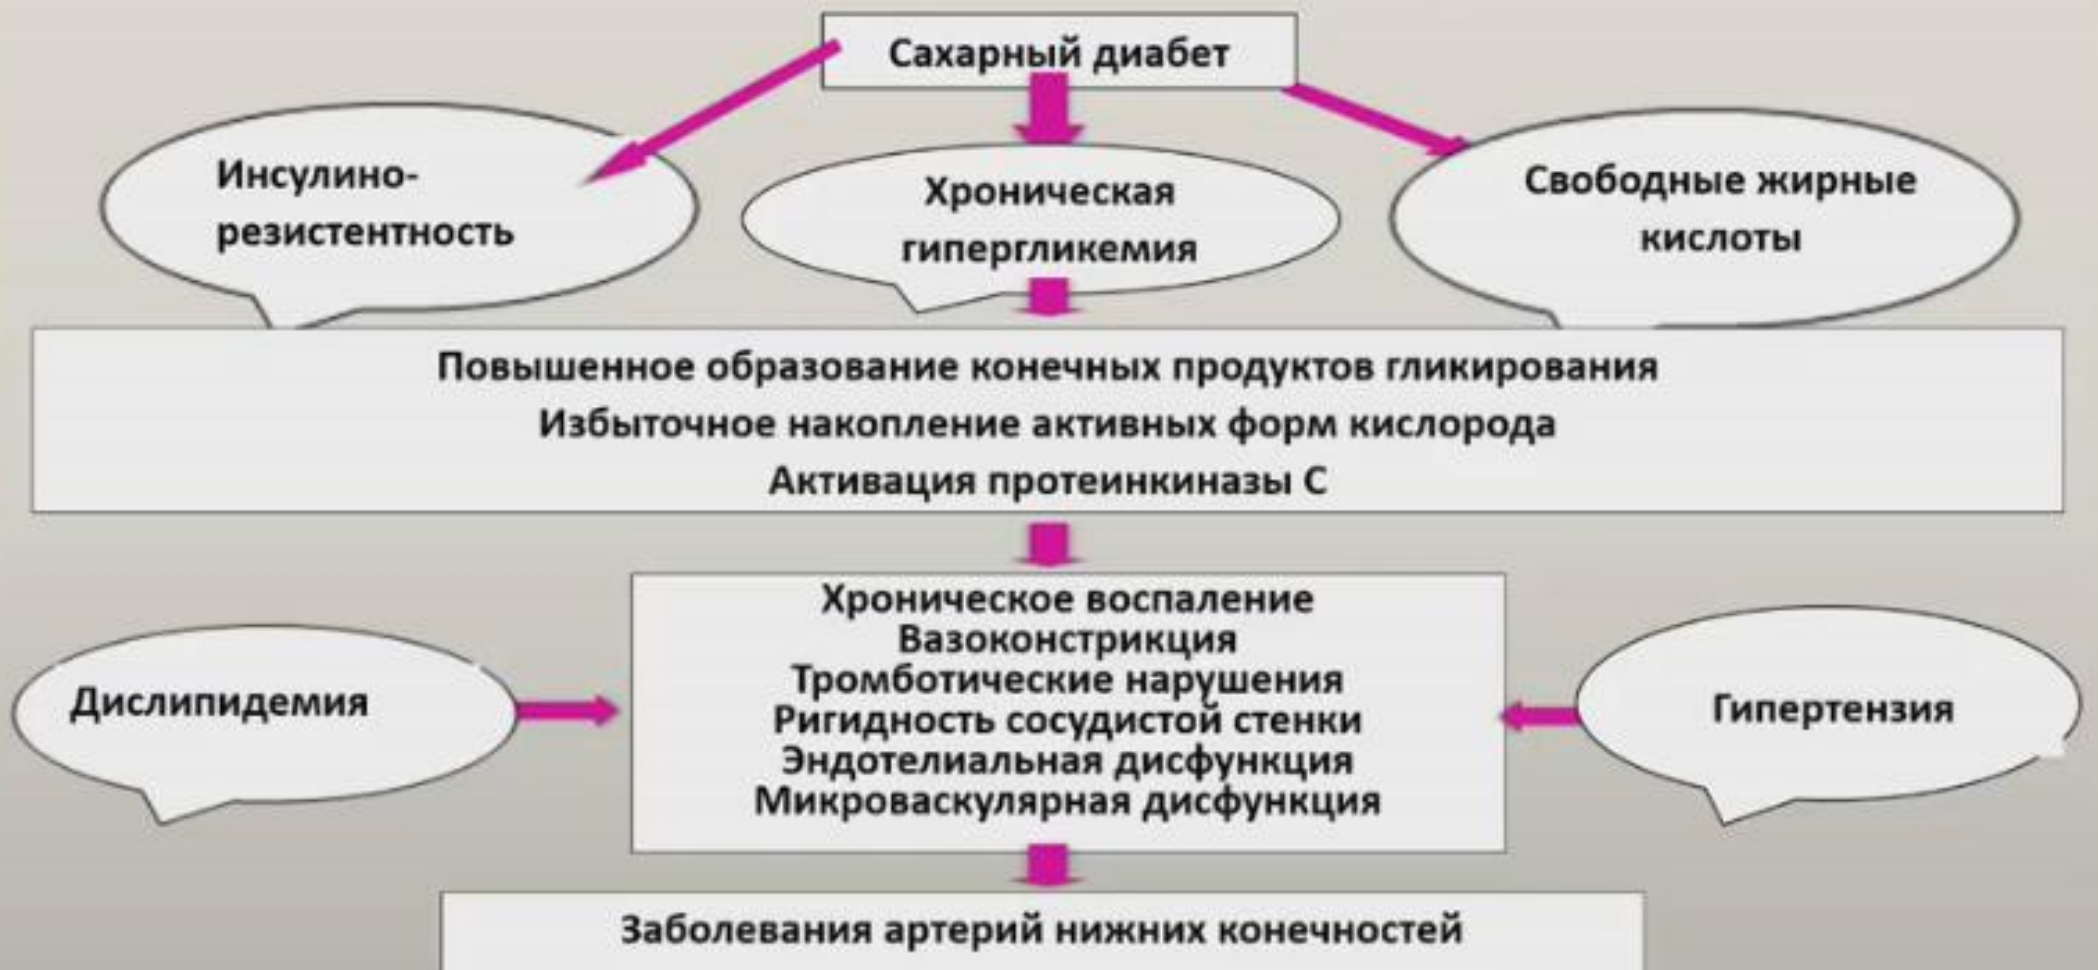 Сахарный диабет
Инсулино-
резистентность
Хроническая
гипергликемия
Свободные жирные
кислоты
Повышенное образование конечных продуктов гликирования
Избыточное накопление активных форм кислорода
Активация протеинкиназы С
Хроническое воспаление
Вазоконстрикция
Тромботические нарушения
Ригидность сосудистой стенки
Эндотелиальная дисфункция
Микроваскулярная дисфункция
Дислипидемия
Гипертензия
Заболевания артерий нижних конечностей